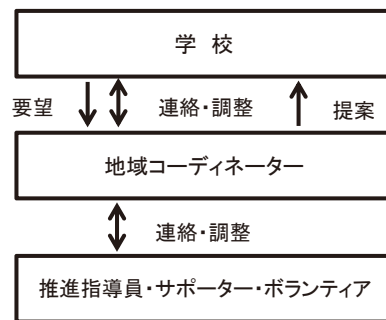 学 校
要望 連絡・調整 提案
地域コーディネーター
連絡・調整
推進指導員・サポーター・ボランティア